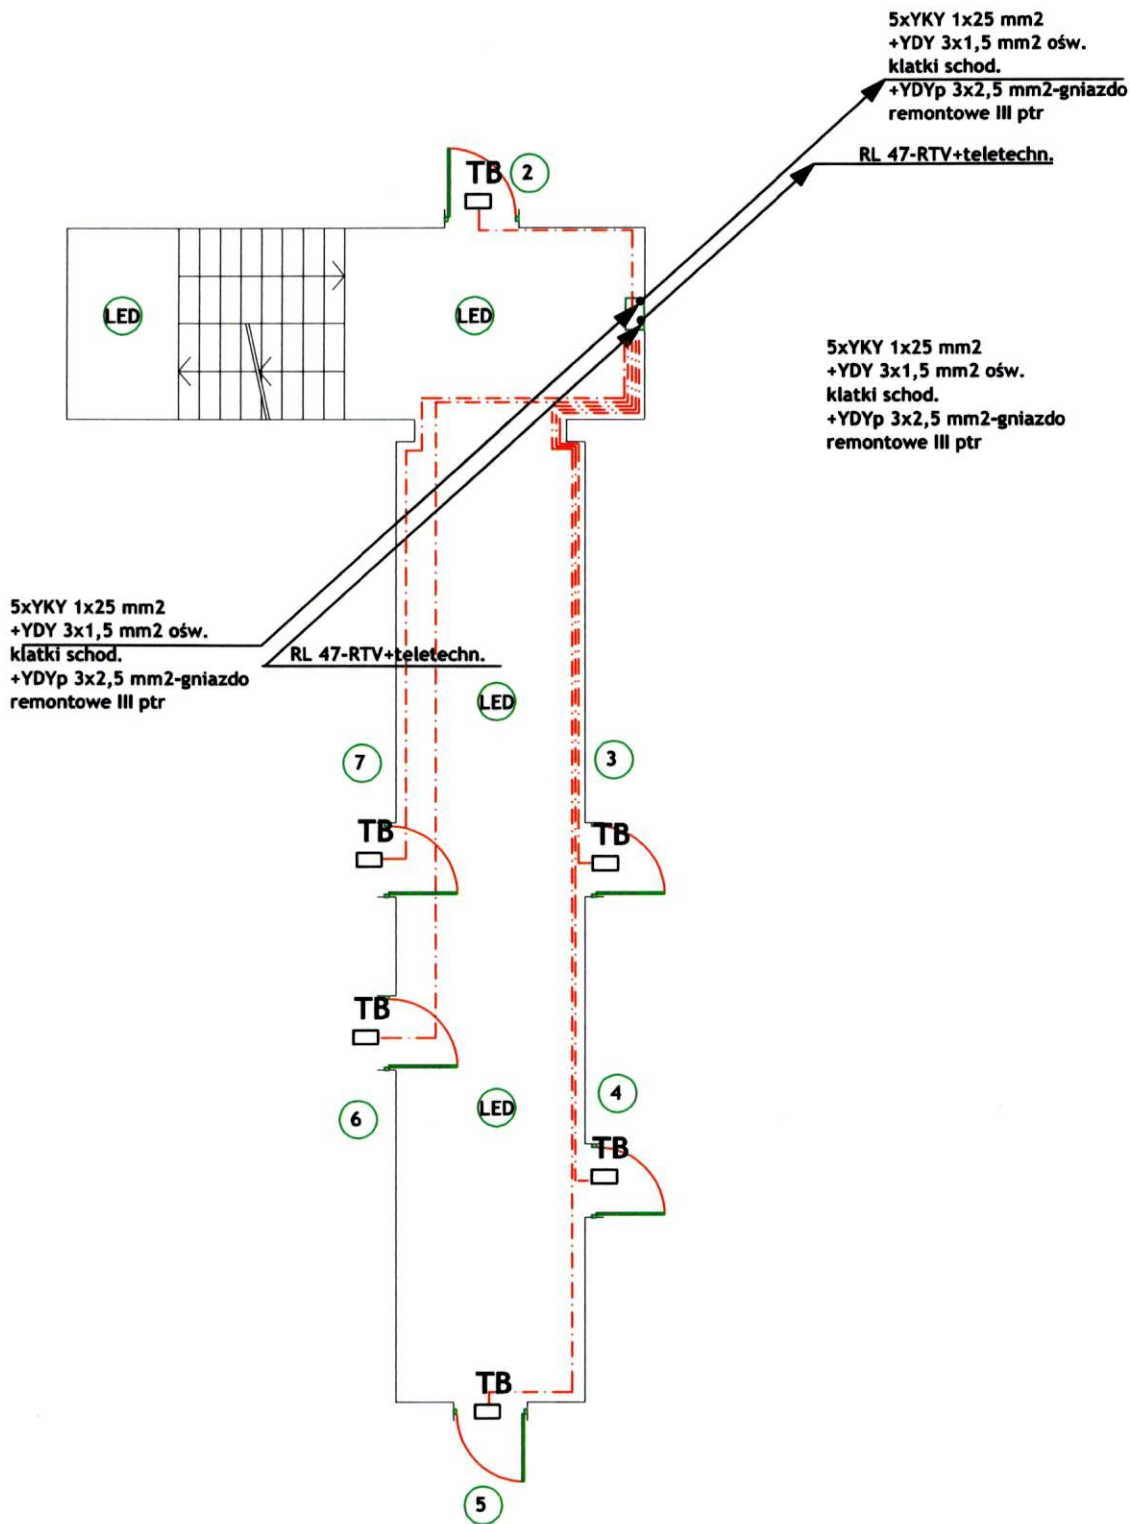 5xYKY 1x25 mm2
+YDY 3x1,5 mm2 ośw.
klatki schod.
+YDYp 3x2,5 mm2-gniazdo
remontowe III ptr
RL 47-RTV+teletechn.
TB
2
LED
LED
5xYKY 1x25 mm2
+YDY 3x1,5 mm2 ośw.
klatki schod.
+YDYp 3x2,5 mm2-gniazdo
remontowe III ptr
5xYKY 1x25 mm2
+YDY 3x1,5 mm2 ośw.
klatki schod.
+YDYp 3x2,5 mm2-gniazdo
remontowe III ptr
RL 47-RTV+teletechn.
LED
7
3
TB
TB
TB
6
LED
4
TB
TB
5